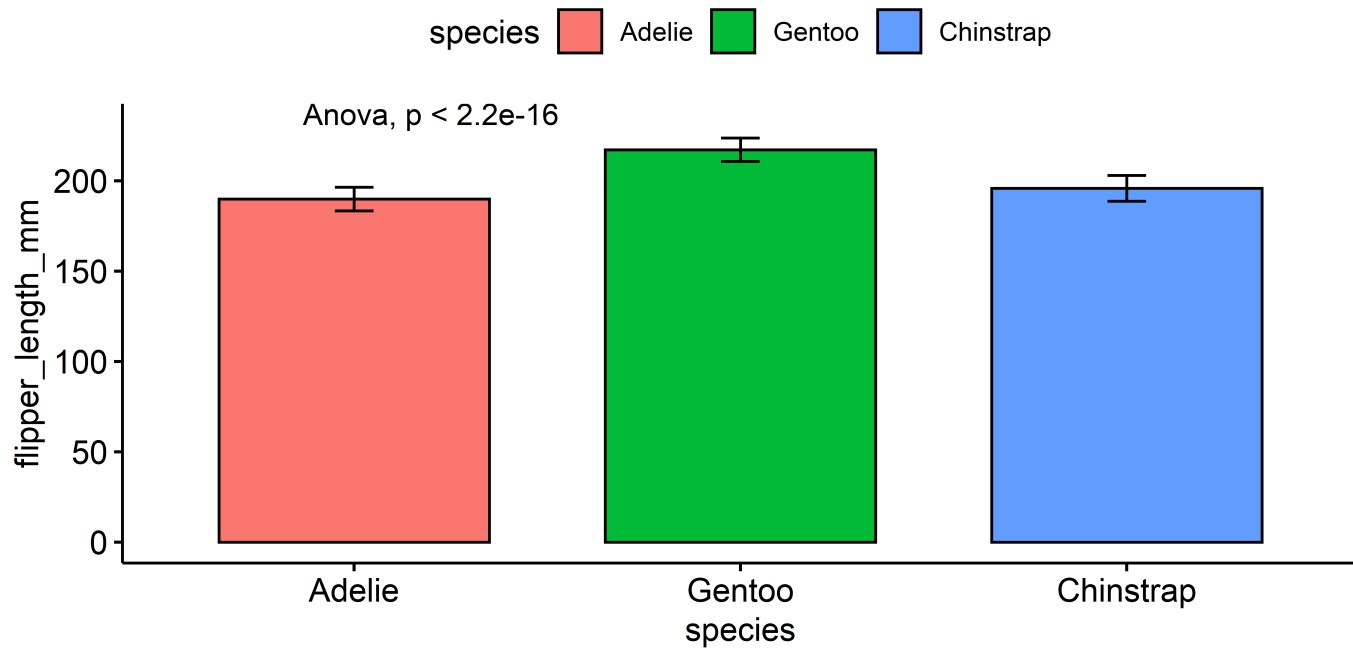 species Adelie Gentoo Chinstrap
Anova, p < 2.2e-16
flipper_length_mm
200
150
100
50
0
Adelie Gentoo Chinstrap
species